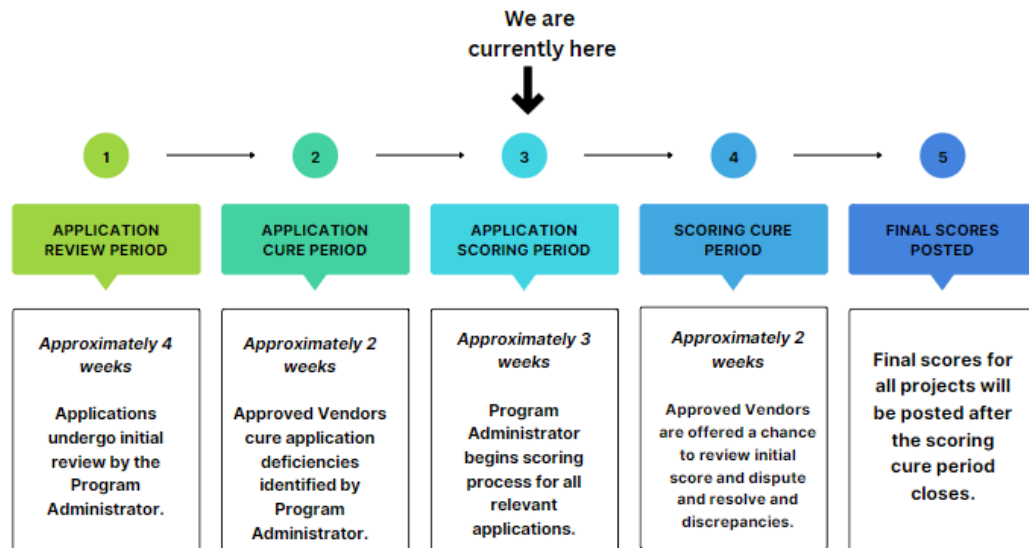 We are
currently here
1
2
3
4
5
APPLICATION
REVIEW PERIOD
APPLICATION
CURE PERIOD
APPLICATION
SCORING PERIOD
SCORING CURE
PERIOD
FINAL SCORES
POSTED
Approximately 4
weeks
Applications
undergo initial
review by the
Program
Administrator.
Approximately 2
weeks
Approved Vendors
cure application
deficiencies
identified by
Program
Administrator.
Approximately 3
weeks
Program
Administrator
begins scoring
process for all
relevant
applications.
Approximately 2
weeks
Approved Vendors
are offered a chance
to review initial
score and dispute
and resolve and
discrepancies.
Final scores for
all projects will
be posted after
the scoring
cure period
closes.